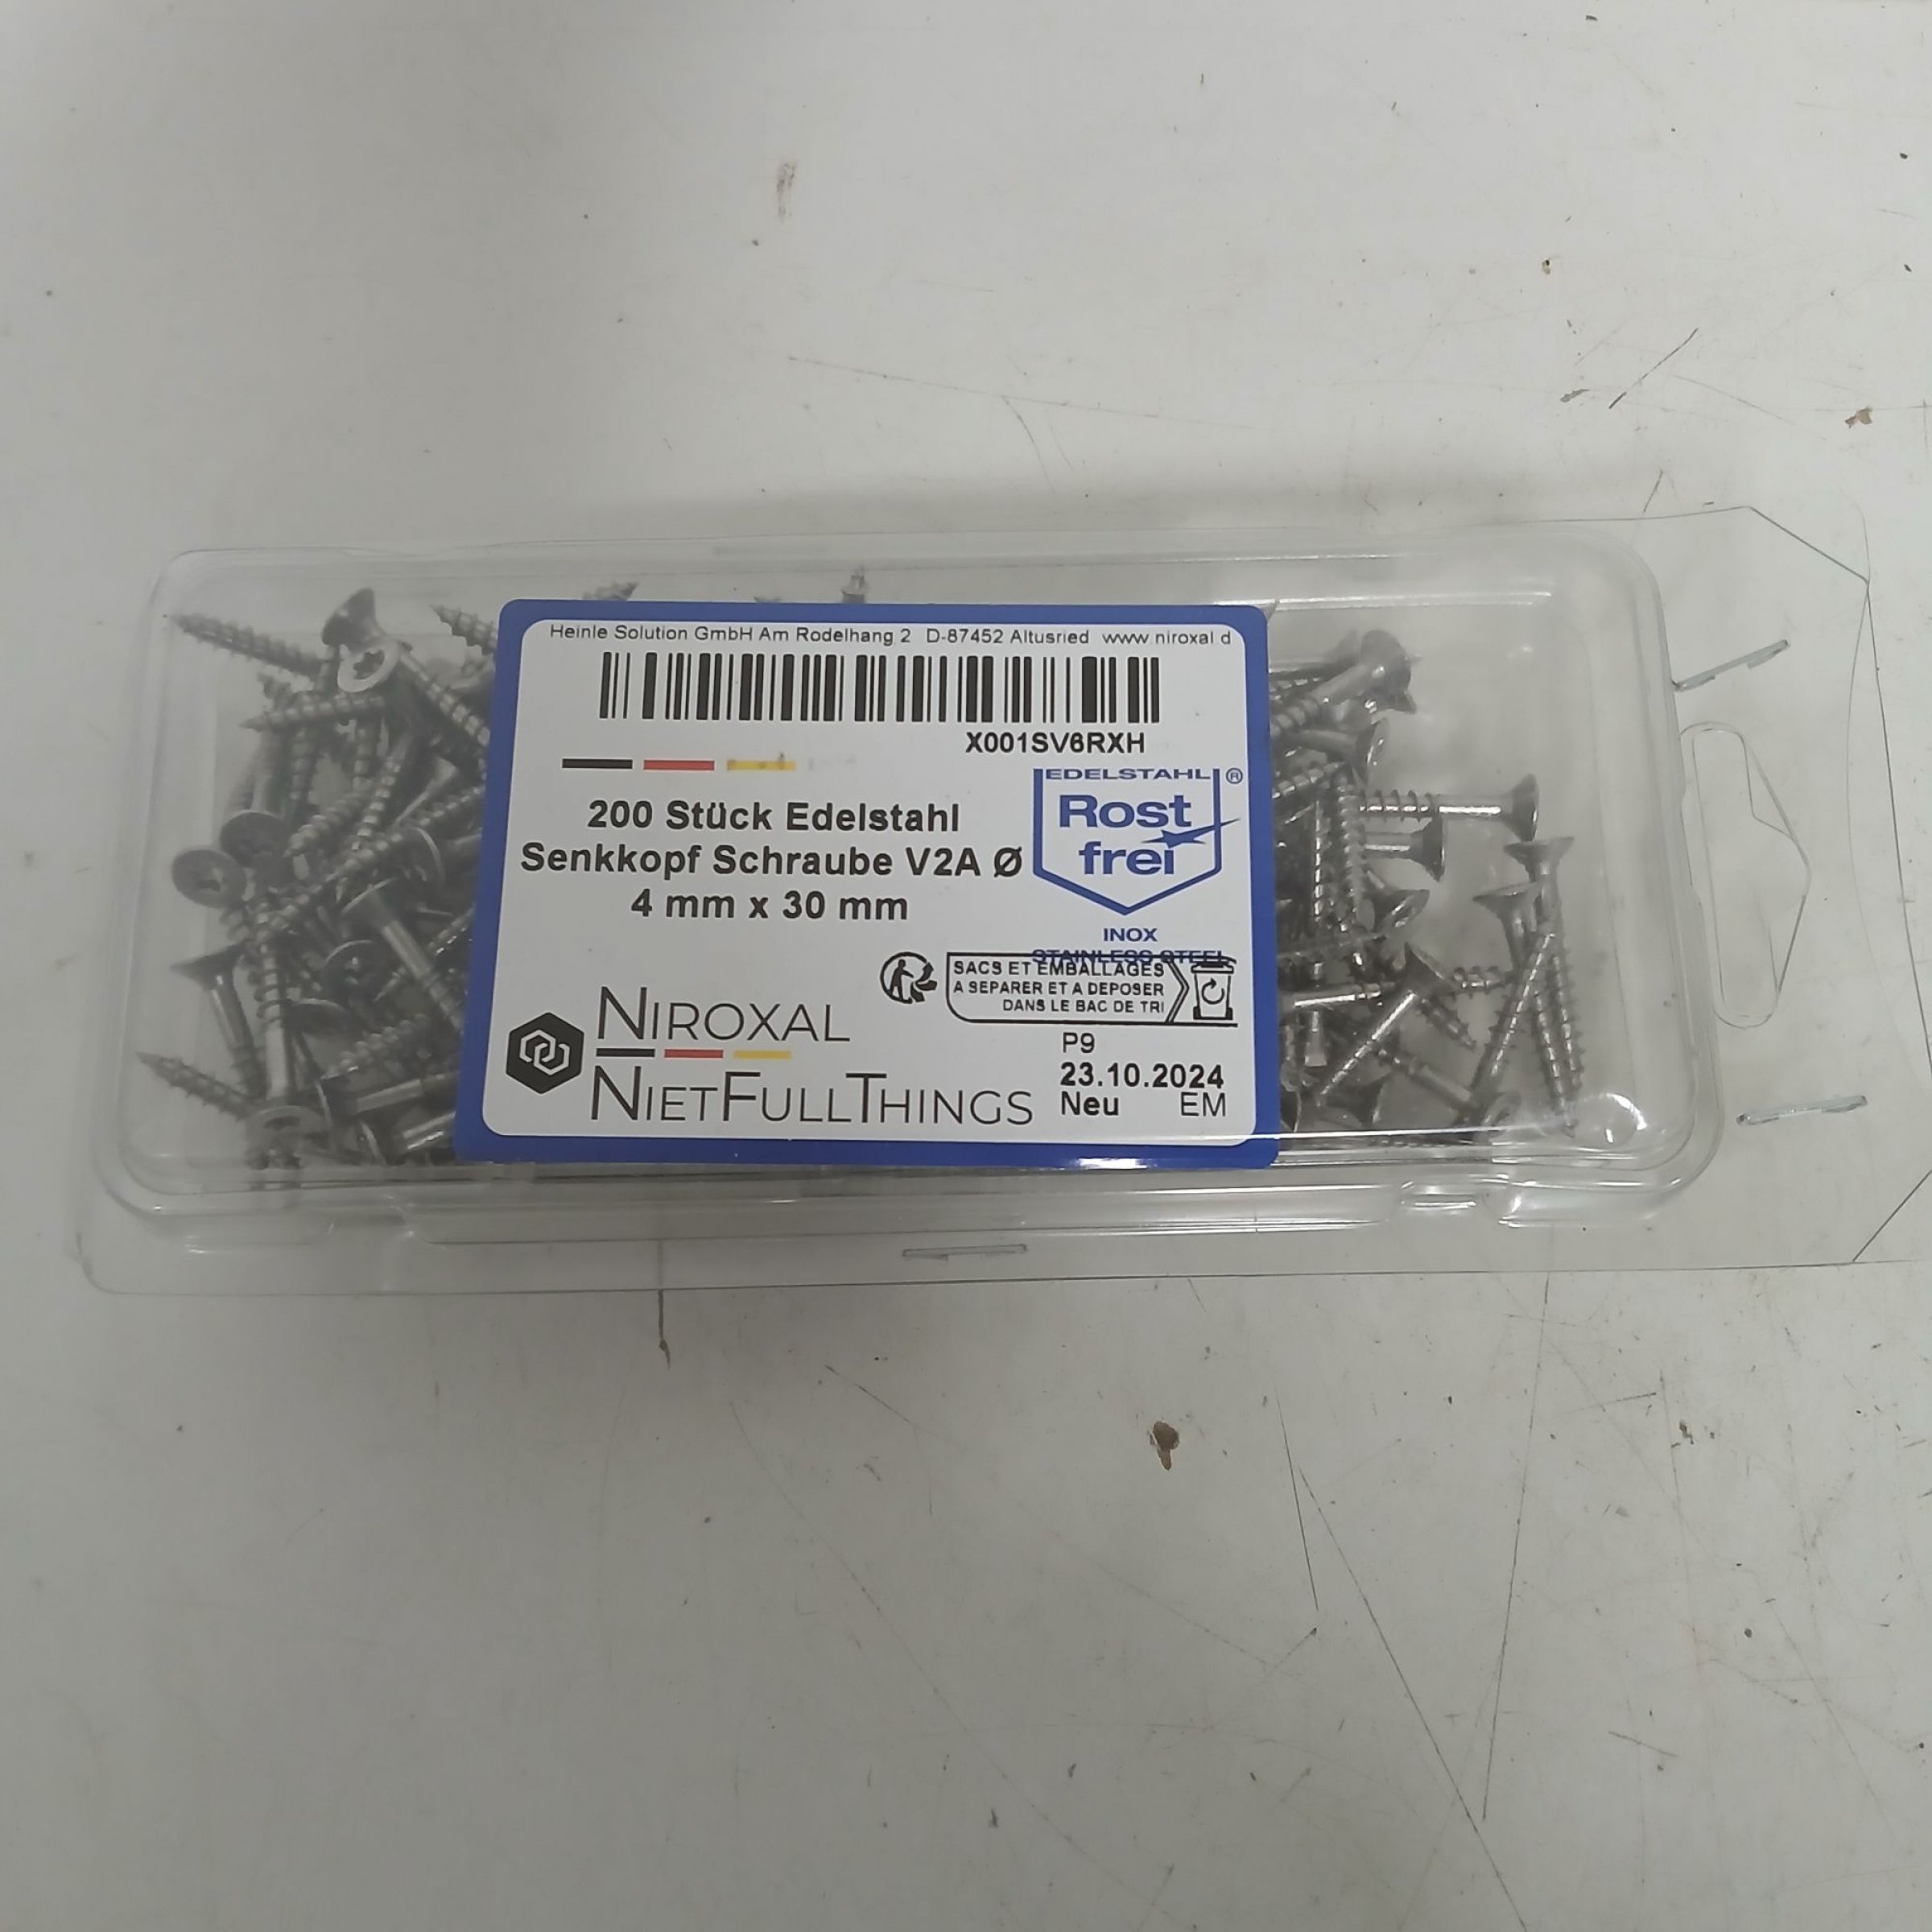 Heinle Solution GmbH Am Rodelhang 2 D-87452 Altusried www.niroxal.d
X001SV6RXH
200 Stück Edelstahl
Senkkopf Schraube V2A Ø
4 mm x 30 mm
EDELSTAHL ®
Rost
frei
INOX
STAINLESS STEEL
SACS ET EMBALLAGES
A SEPARER ET A DEPOSER
DANS LE BAC DE TRI
NIROXAL
NIETFULLTHINGS
P9
23.10.2024
Neu EM